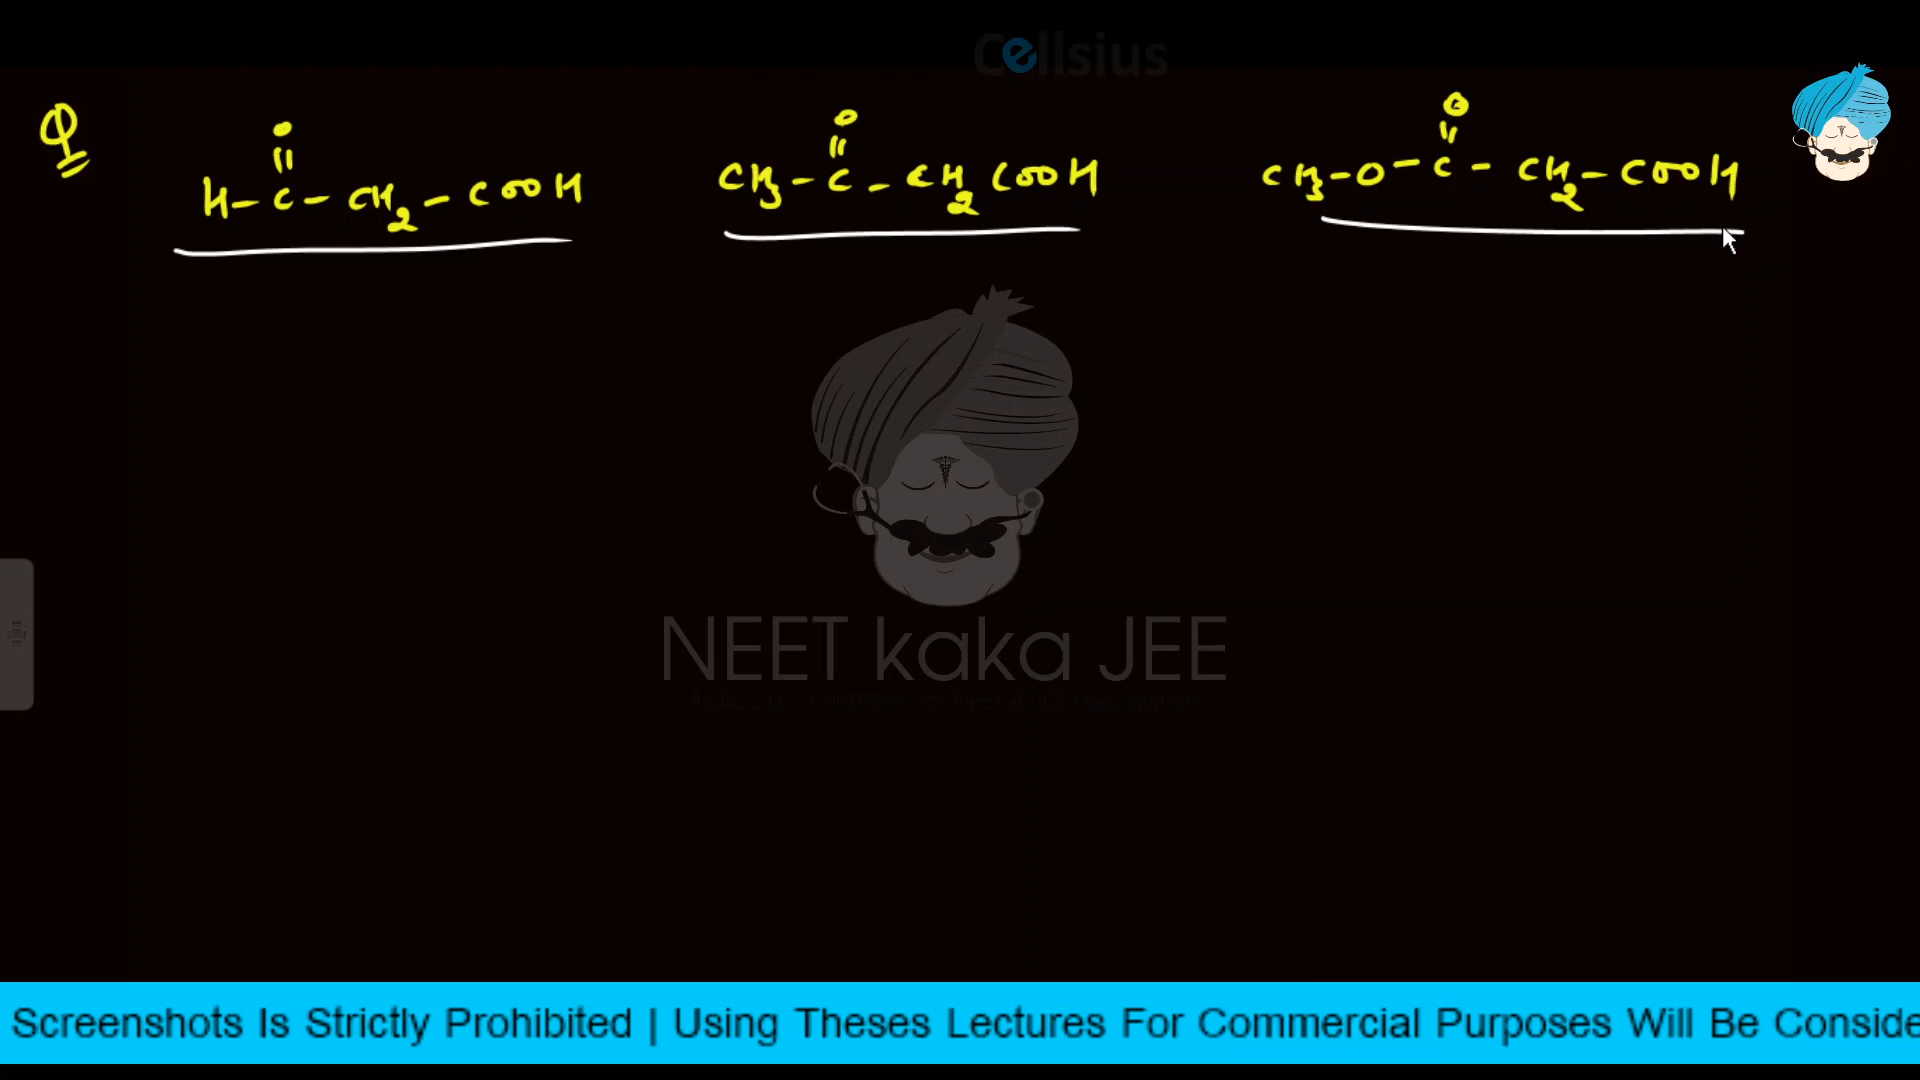 Cellsius
Q
H-C(=O)-CH2-COOH
CH3-C(=O)-CH2COOH
CH3-O-C(=O)-CH2-COOH
NEET kaka JEE
Screenshots Is Strictly Prohibited | Using Theses Lectures For Commercial Purposes Will Be Conside